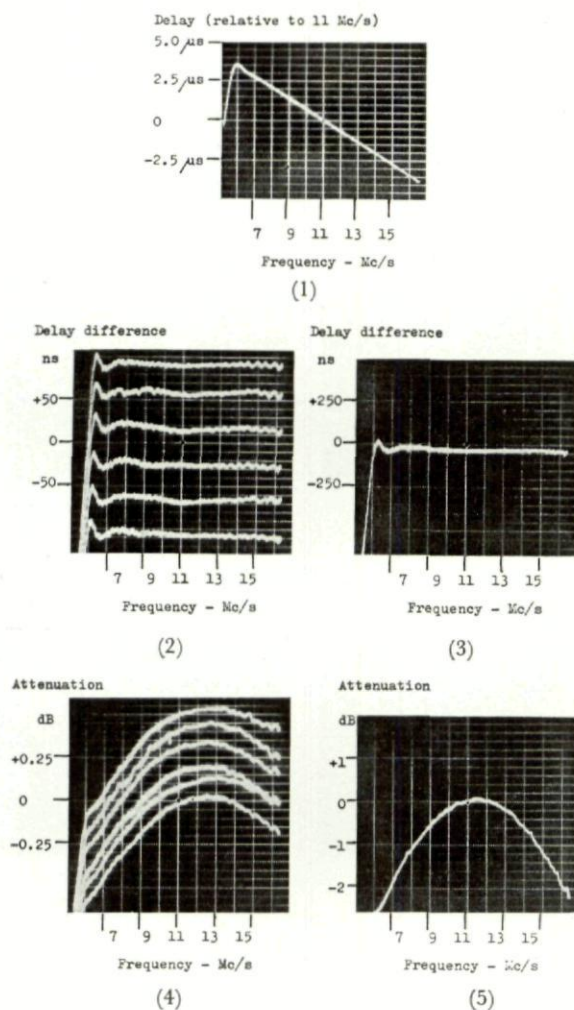 Delay (relative to 11 Mc/s)
5.0/μs
2.5/μs
0
-2.5/μs
7 9 11 13 15
Frequency - Mc/s
(1)
Delay difference
ns
+50
0
-50
7 9 11 13 15
Frequency - Mc/s
(2)
Delay difference
ns
+250
0
-250
7 9 11 13 15
Frequency - Mc/s
(3)
Attenuation
dB
+0.25
0
-0.25
7 9 11 13 15
Frequency - Mc/s
(4)
Attenuation
dB
+1
0
-1
-2
7 9 11 13 15
Frequency - Mc/s
(5)